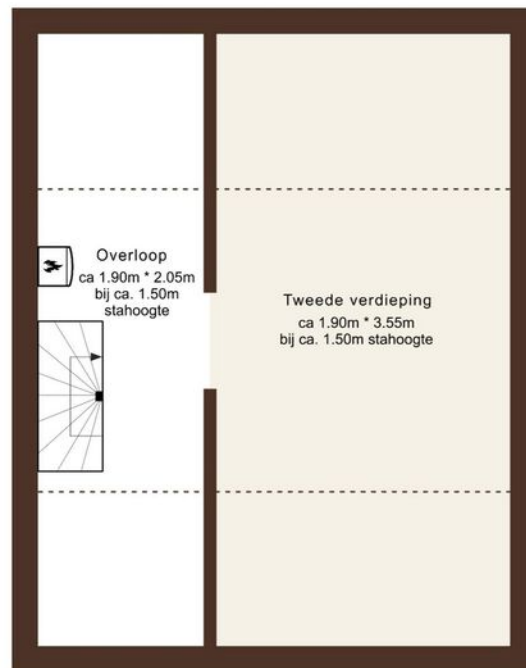 Overloop
ca 1.90m * 2.05m
bij ca. 1.50m
stahoogte
Tweede verdieping
ca 1.90m * 3.55m
bij ca. 1.50m stahoogte